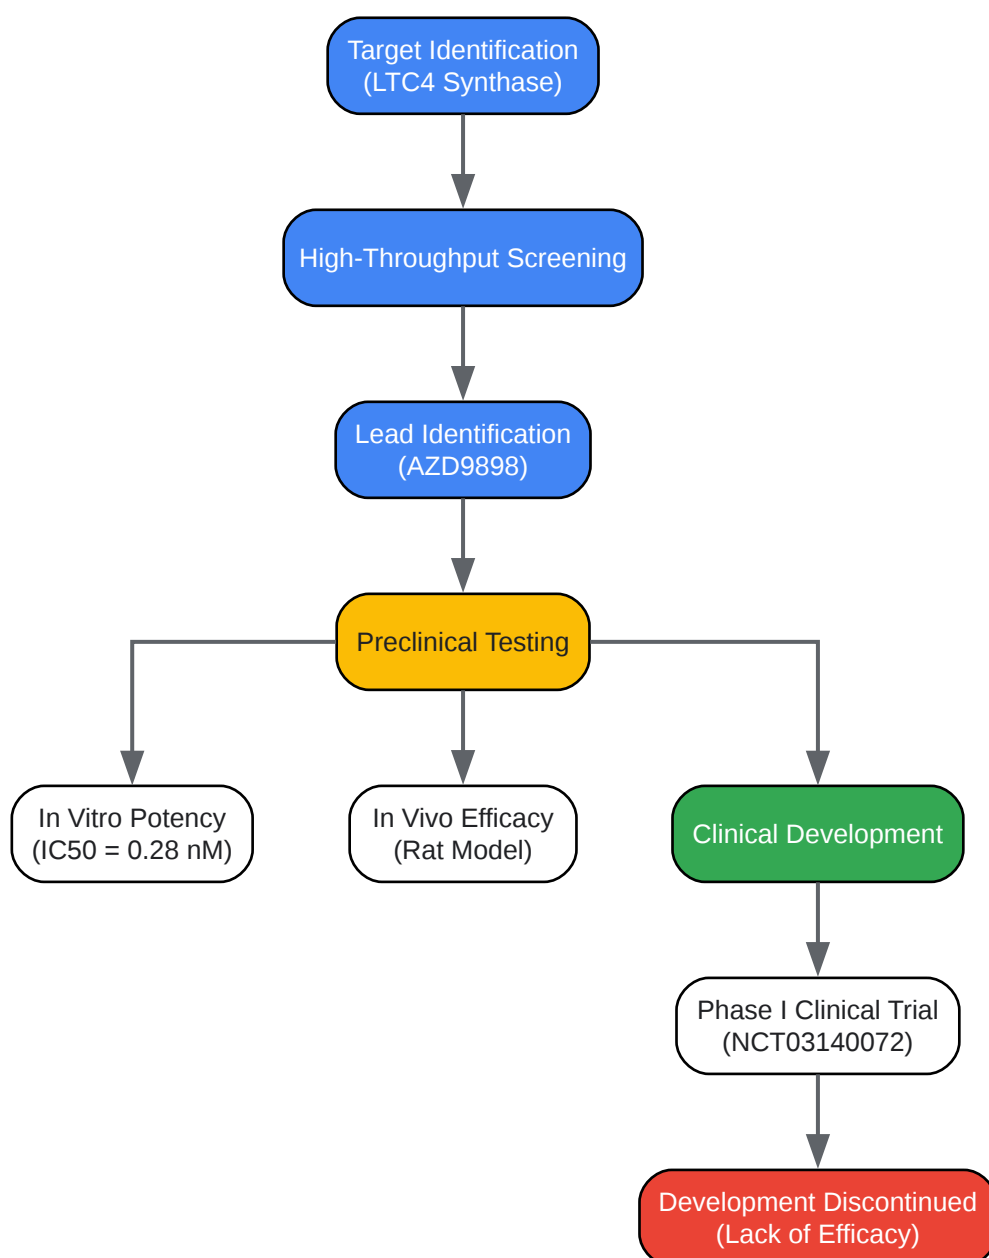 Target Identification
(LTC4 Synthase)
High-Throughput Screening
Lead Identification
(AZD9898)
Preclinical Testing
In Vitro Potency
(IC50 = 0.28 nM)
In Vivo Efficacy
(Rat Model)
Clinical Development
Phase I Clinical Trial
(NCT03140072)
Development Discontinued
(Lack of Efficacy)